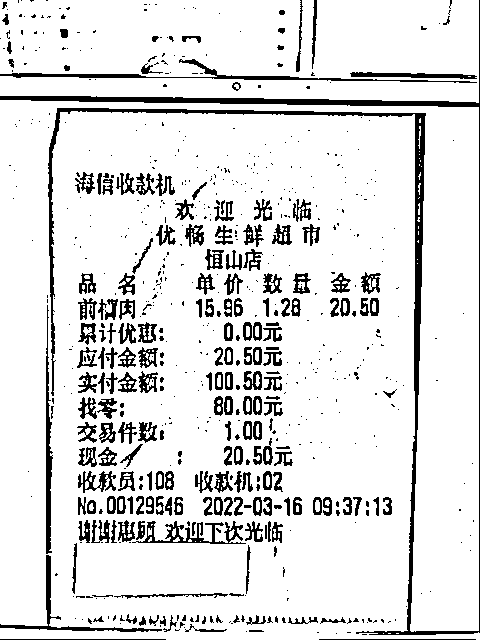 海信收款机
欢迎光临
优畅生鲜超市
恒山店
品名 单价 数量 金额
前槽肉 15.96 1.28 20.50
累计优惠: 0.00元
应付金额: 20.50元
实付金额: 100.50元
找零: 80.00元
交易件数: 1.00
现金 : 20.50元
收款员:108 收款机:02
No.00129546 2022-03-16 09:37:13
谢谢惠顾 欢迎下次光临